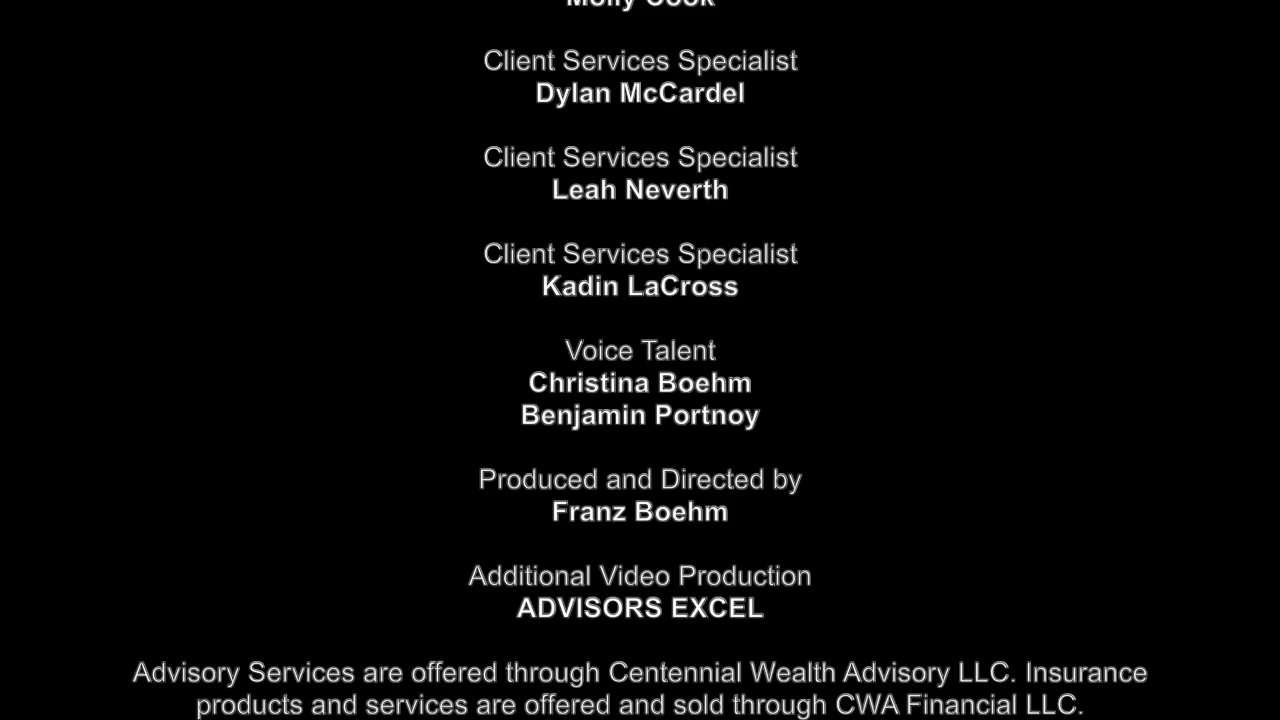 Molly Cook
Client Services Specialist
Dylan McCardel
Client Services Specialist
Leah Neverth
Client Services Specialist
Kadin LaCross
Voice Talent
Christina Boehm
Benjamin Portnoy
Produced and Directed by
Franz Boehm
Additional Video Production
ADVISORS EXCEL
Advisory Services are offered through Centennial Wealth Advisory LLC. Insurance
products and services are offered and sold through CWA Financial LLC.